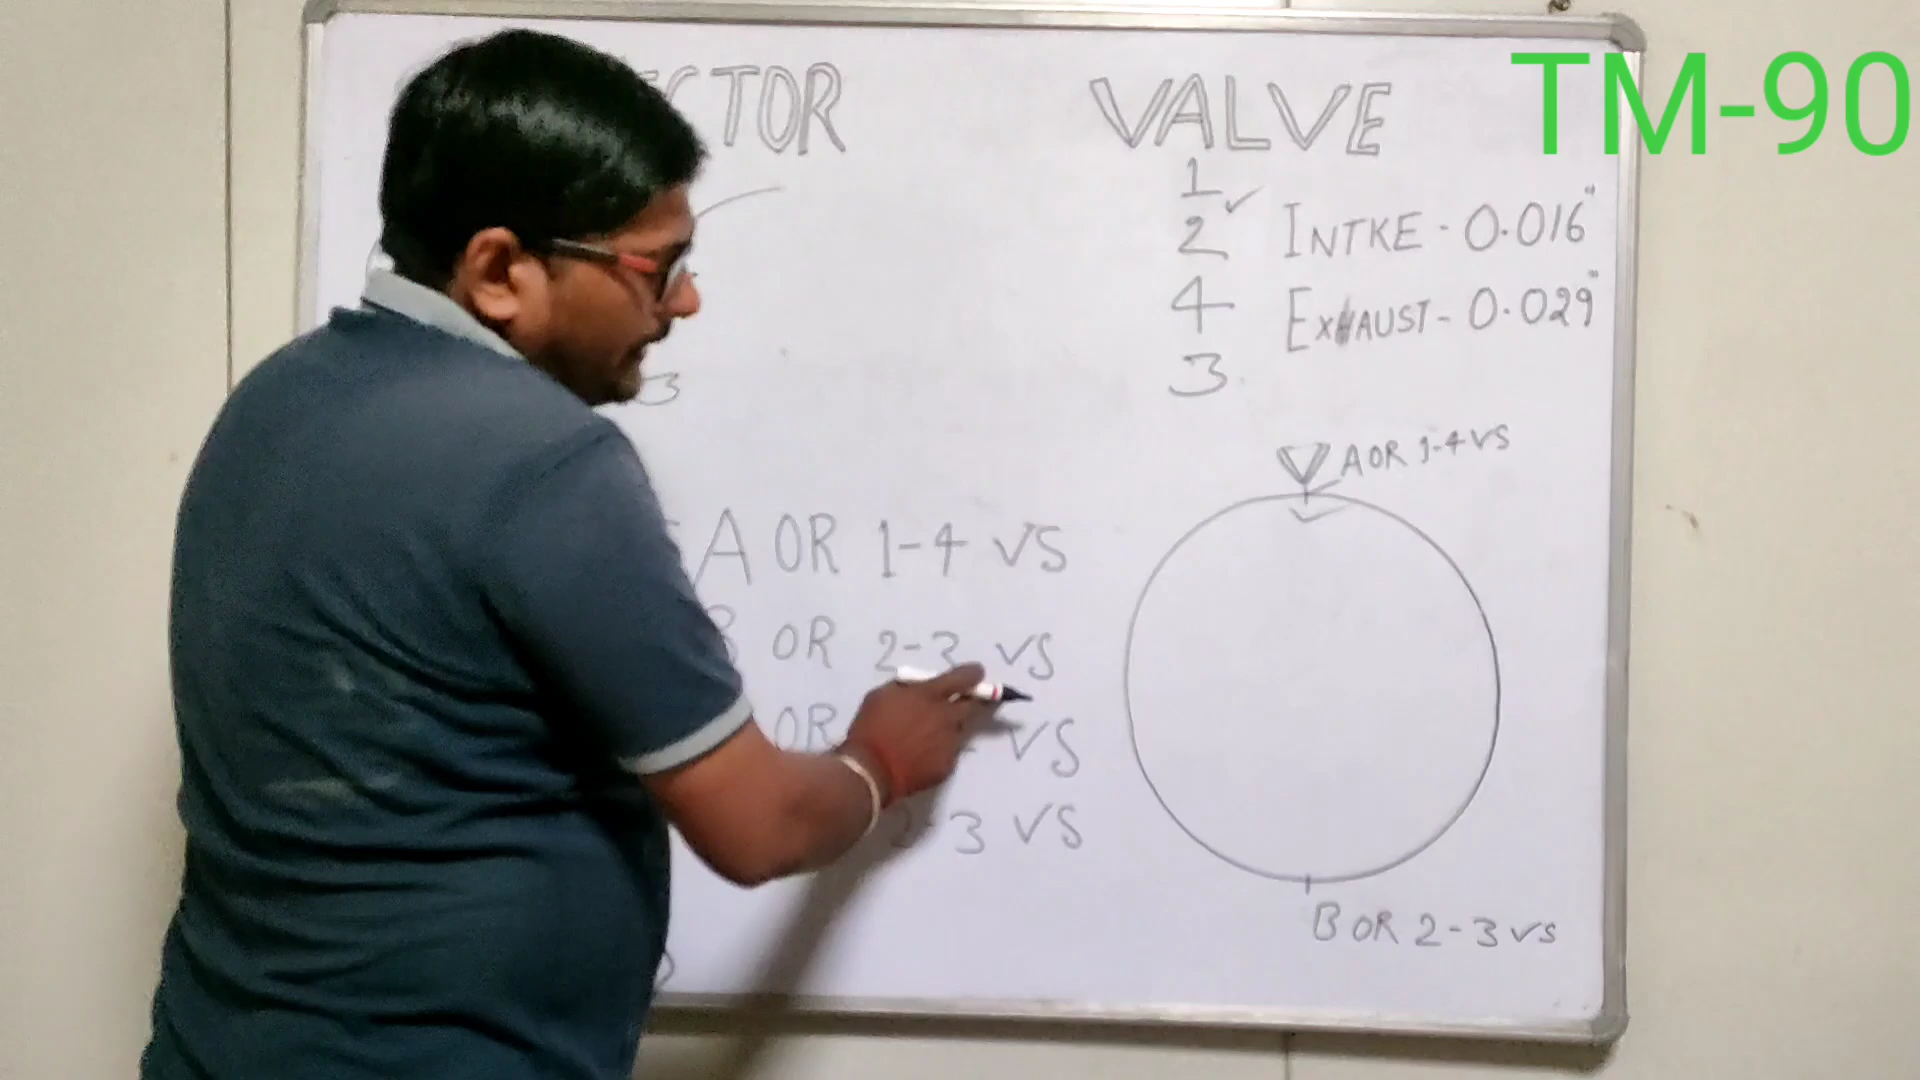 TM-90
CTOR VALVE
1
2 ✓ INTKE - 0.016"
4 EXHAUST - 0.029"
3
3
A OR 1-4 VS
A OR 1-4 VS
B OR 2-3 VS
OR VS
2-3 VS
B OR 2-3 VS